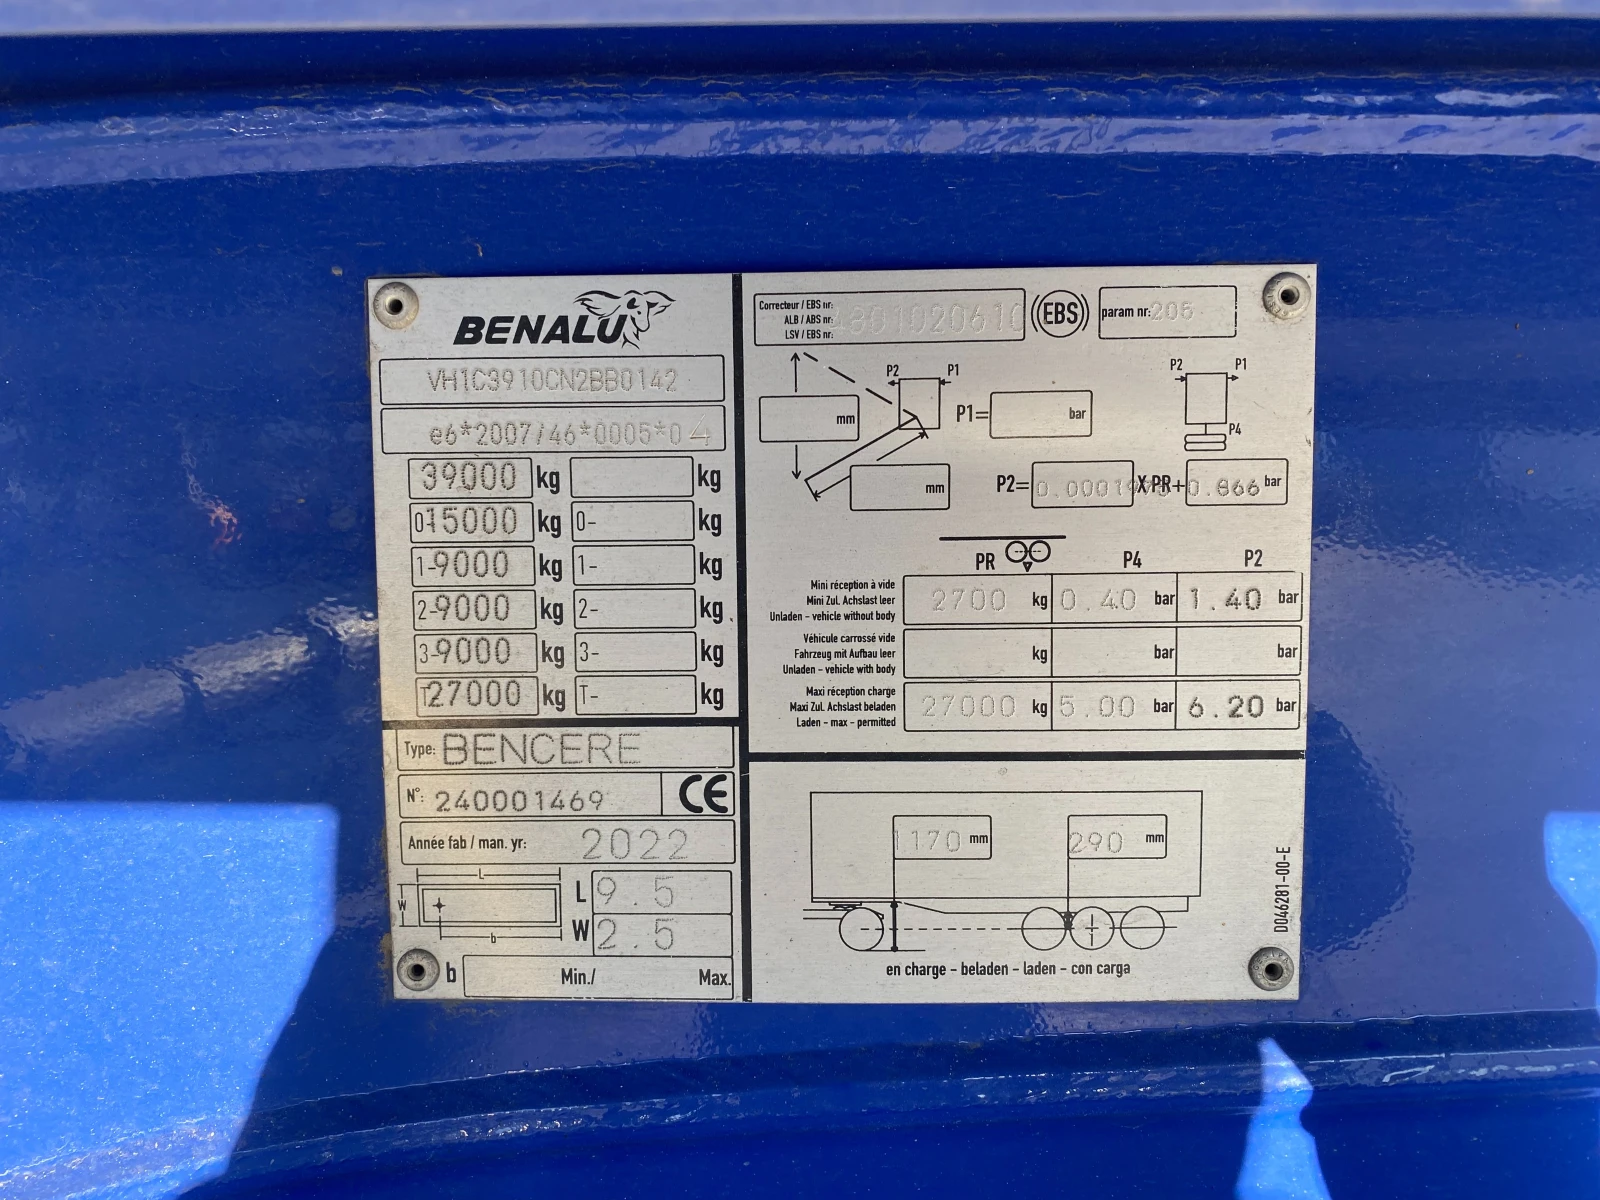 BENALU
VH1C3910CN2BB0142
e6*2007/46*0005*04
39000 kg kg
0-15000 kg 0- kg
1-9000 kg 1- kg
2-9000 kg 2- kg
3-9000 kg 3- kg
T27000 kg T- kg
Type: BENCERE
N°: 240001469 CE
Année fab / man. yr: 2022
L
W
b
L 9.5
W 2.5
b Min./ Max.
Correcteur / EBS nr:
ALB / ABS nr:
LSV / EBS nr:
4801020610
EBS
param nr: 205
P2 P1
mm
mm
P1= bar
P2 P1
P4
P2= X PR+ 0.866 bar
PR P4 P2
Mini réception à vide
Mini Zul. Achslast leer
Unladen - vehicle without body
2700 kg 0.40 bar 1.40 bar
Véhicule carrossé vide
Fahrzeug mit Aufbau leer
Unladen - vehicle with body
kg bar bar
Maxi réception charge
Maxi Zul. Achslast beladen
Laden - max - permitted
27000 kg 5.00 bar 6.20 bar
1170 mm 290 mm
en charge - beladen - laden - con carga
D046281-00-E